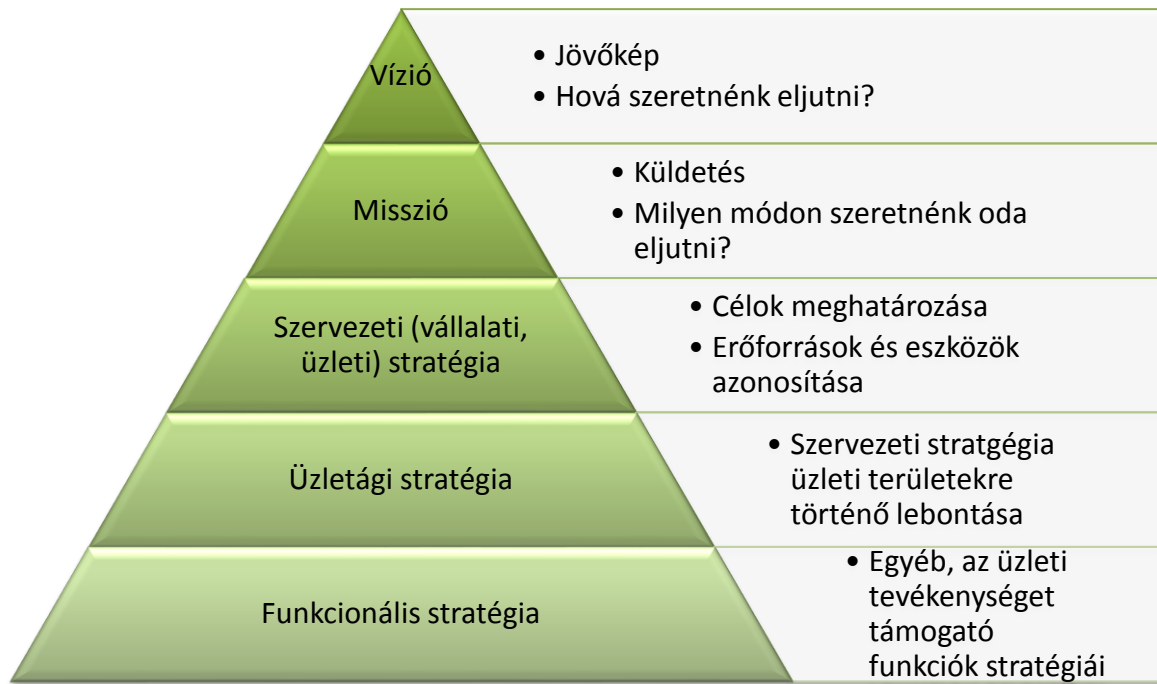 Vízió
• Jövőkép
• Hová szeretnénk eljutni?
Misszió
• Küldetés
• Milyen módon szeretnénk oda
eljutni?
Szervezeti (vállalati,
üzleti) stratégia
• Célok meghatározása
• Erőforrások és eszközök
azonosítása
Üzletági stratégia
• Szervezeti stratgégia
üzleti területekre
történő lebontása
Funkcionális stratégia
• Egyéb, az üzleti
tevékenységet
támogató
funkciók stratégiái